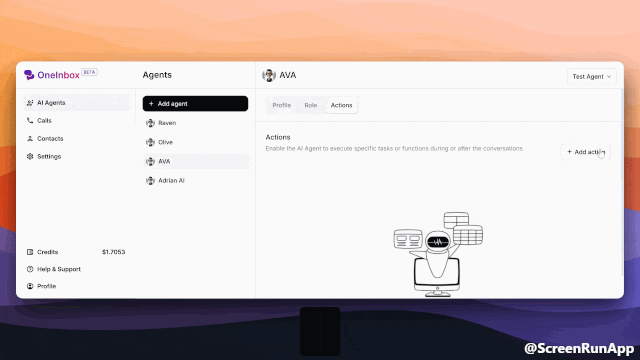 OneInbox BETA
AI Agents
Calls
Contacts
Settings
Credits $1.7053
Help & Support
Profile
Agents
+ Add agent
Raven
Olive
AVA
Adrian AI
AVA
Test Agent
Profile Role Actions
Actions
Enable the AI Agent to execute specific tasks or functions during or after the conversations
+ Add action
@ScreenRunApp